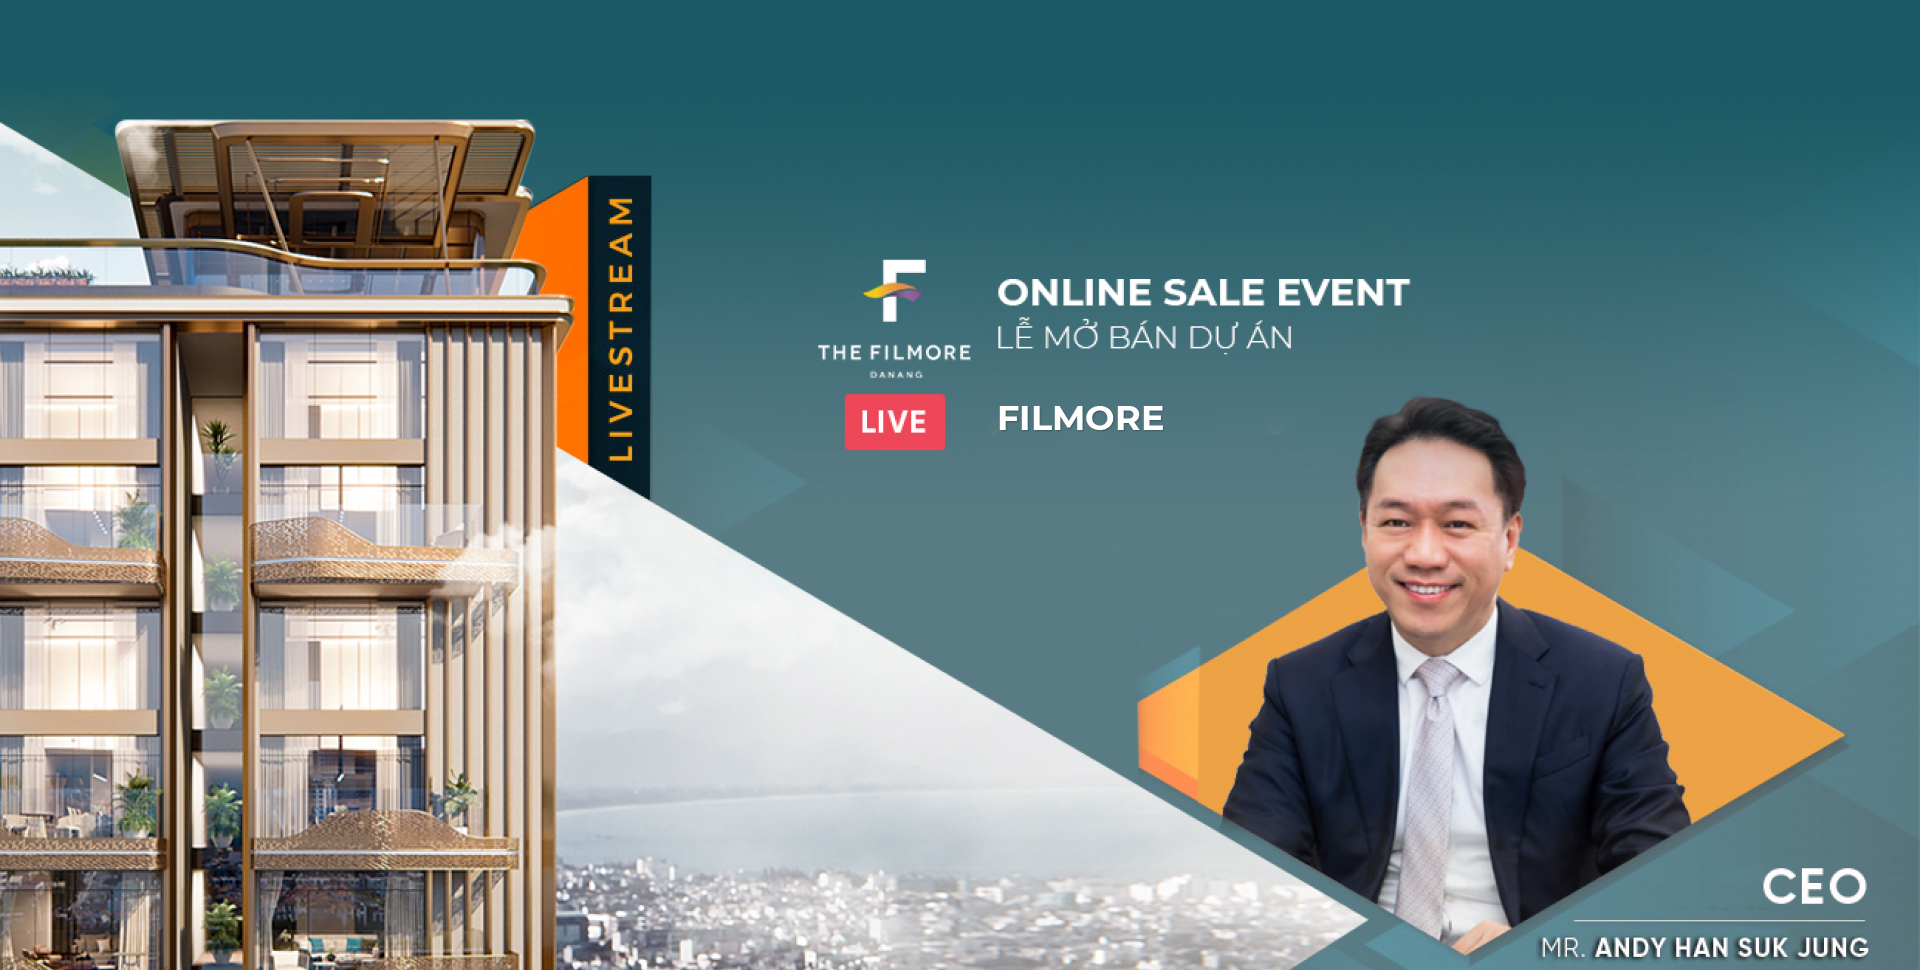 LIVESTREAM
F
THE FILMORE
DANANG
ONLINE SALE EVENT
LỄ MỞ BÁN DỰ ÁN
LIVE
FILMORE
CEO
MR. ANDY HAN SUK JUNG